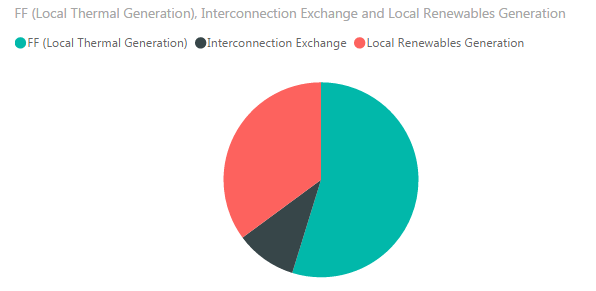 FF (Local Thermal Generation), Interconnection Exchange and Local Renewables Generation
FF (Local Thermal Generation) Interconnection Exchange Local Renewables Generation